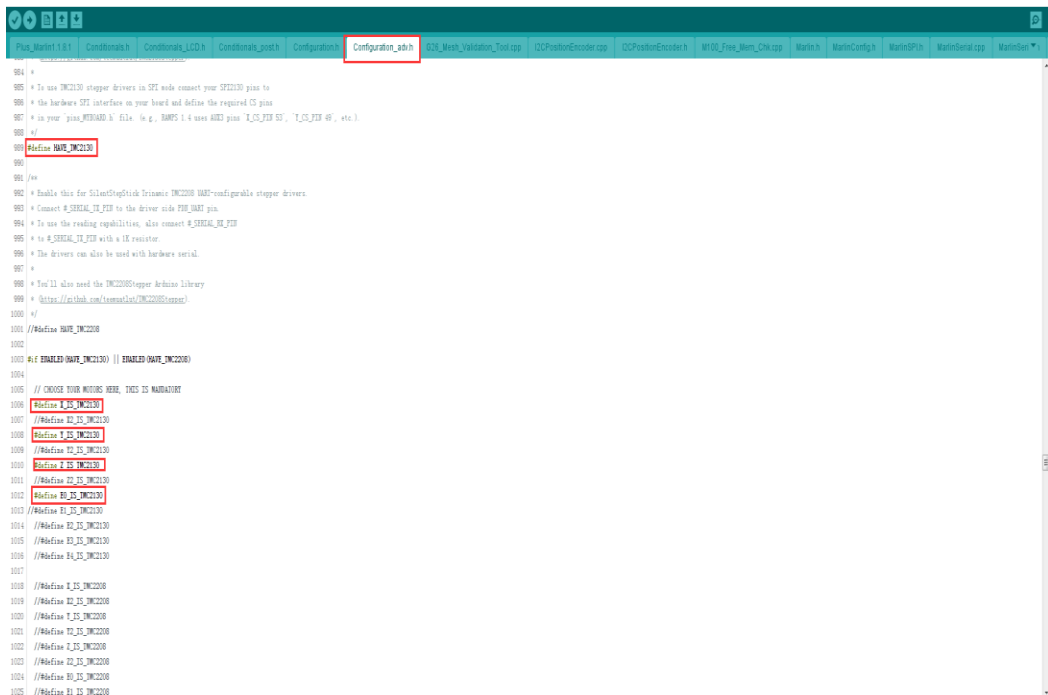 Plus_Marlin1.1.6.1 Conditionals.h Conditionals_LCD.h Conditionals_post.h Configuration.h Configuration_adv.h G26_Mesh_Validation_Tool.cpp I2CPositionEncoder.cpp I2CPositionEncoder.h M100_Free_Mem_Chk.cpp Marlin.h MarlinConfig.h MarlinSPI.h MarlinSerial.cpp MarlinSeri
984 *
985 * To use TMC2130 stepper drivers in SPI mode connect your SPI2130 pins to
986 * the hardware SPI interface on your board and define the required CS pins
987 * in your `pins_MYBOARD.h` file. (e.g., RAMPS 1.4 uses AUX3 pins `X_CS_PIN 53`, `Y_CS_PIN 49`, etc.).
988 */
989 #define HAVE_TMC2130
990
991 /**
992 * Enable this for SilentStepStick Trinamic TMC2208 UART-configurable stepper drivers.
993 * Connect #_SERIAL_TX_PIN to the driver side PDN_UART pin.
994 * To use the reading capabilities, also connect #_SERIAL_RX_PIN
995 * to #_SERIAL_TX_PIN with a 1K resistor.
996 * The drivers can also be used with hardware serial.
997 *
998 * You'll also need the TMC2208Stepper Arduino library
999 * (https://github.com/teemuatlut/TMC2208Stepper).
1000 */
1001 //#define HAVE_TMC2208
1002
1003 #if ENABLED(HAVE_TMC2130) || ENABLED(HAVE_TMC2208)
1004
1005 // CHOOSE YOUR MOTORS HERE, THIS IS MANDATORY
1006 #define X_IS_TMC2130
1007 //#define X2_IS_TMC2130
1008 #define Y_IS_TMC2130
1009 //#define Y2_IS_TMC2130
1010 #define Z_IS_TMC2130
1011 //#define Z2_IS_TMC2130
1012 #define E0_IS_TMC2130
1013 //#define E1_IS_TMC2130
1014 //#define E2_IS_TMC2130
1015 //#define E3_IS_TMC2130
1016 //#define E4_IS_TMC2130
1017
1018 //#define X_IS_TMC2208
1019 //#define X2_IS_TMC2208
1020 //#define Y_IS_TMC2208
1021 //#define Y2_IS_TMC2208
1022 //#define Z_IS_TMC2208
1023 //#define Z2_IS_TMC2208
1024 //#define E0_IS_TMC2208
1025 //#define E1_IS_TMC2208